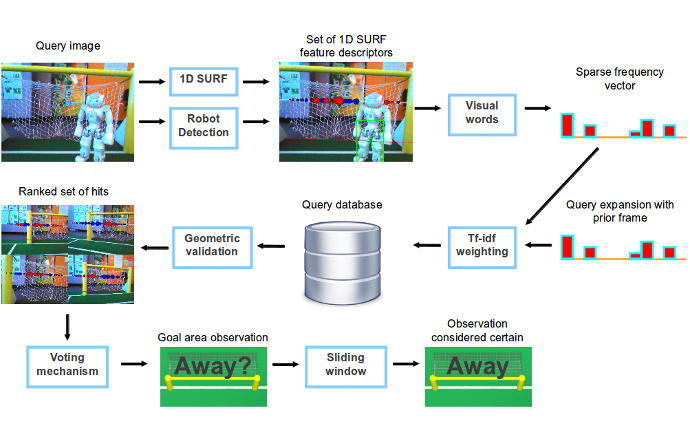 Query image
1D SURF
Robot
Detection
Set of 1D SURF
feature descriptors
Visual
words
Sparse frequency
vector
Ranked set of hits
Geometric
validation
Query database
Tf-idf
weighting
Query expansion with
prior frame
Voting
mechanism
Goal area observation
Away?
Sliding
window
Observation
considered certain
Away